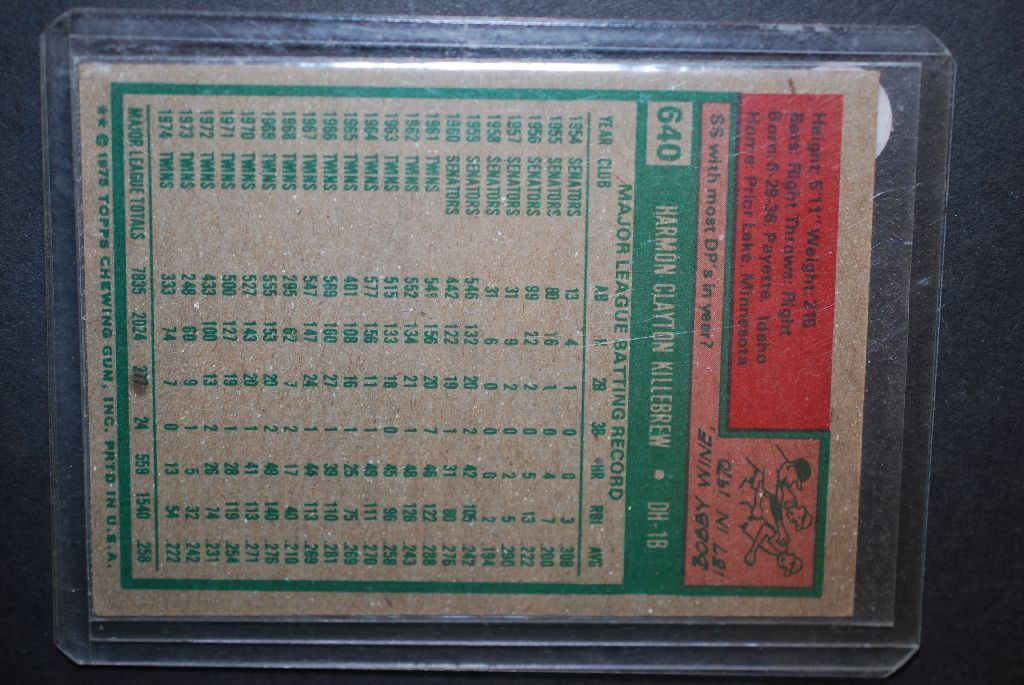 Height 5'11" Weight: 215
Bats: Right Throws: Right
Born: 6-29-36, Payette, Idaho
Home: Prior Lake, Minnesota
SS with most DP's in year?
BOBBY WINE,
137 IN 1970
640 HARMON CLAYTON KILLEBREW • DH-1B
MAJOR LEAGUE BATTING RECORD
YEAR CLUB AB H 2B 3B HR RBI AVG
1954 SENATORS 13 4 1 0 0 3 .308
1955 SENATORS 80 16 1 0 4 7 .200
1956 SENATORS 99 22 2 0 5 13 .222
1957 SENATORS 31 9 2 0 2 5 .290
1958 SENATORS 31 6 0 0 0 2 .194
1959 SENATORS 546 132 20 2 42 105 .242
1960 SENATORS 442 122 19 1 31 80 .276
1961 TWINS 541 156 20 7 46 122 .288
1962 TWINS 552 134 21 1 48 126 .243
1963 TWINS 515 133 18 0 45 96 .258
1964 TWINS 577 156 11 1 49 111 .270
1965 TWINS 401 108 16 1 25 75 .269
1966 TWINS 569 160 27 1 39 110 .281
1967 TWINS 547 147 24 1 44 113 .269
1968 TWINS 295 62 7 2 17 40 .210
1969 TWINS 555 153 20 2 49 140 .276
1970 TWINS 527 143 20 1 41 113 .271
1971 TWINS 500 127 19 1 28 119 .254
1972 TWINS 433 100 13 2 26 74 .231
1973 TWINS 248 60 9 1 5 32 .242
1974 TWINS 333 74 7 0 13 54 .222
MAJOR LEAGUE TOTALS 7835 2024 24 559 1540 .258
★★ © 1975 TOPPS CHEWING GUM, INC. PRTD. IN U.S.A.